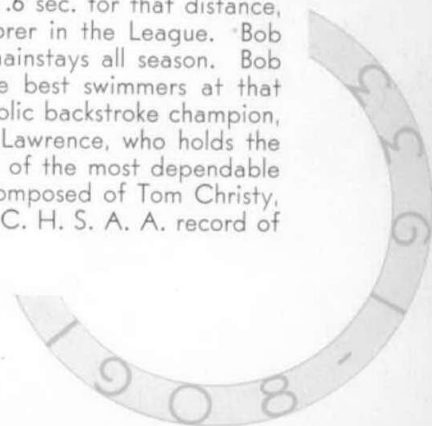 .6 sec. for that distance,
orer in the League. Bob
ainstays all season. Bob
e best swimmers at that
olic backstroke champion,
Lawrence, who holds the
of the most dependable
omposed of Tom Christy,
C. H. S. A. A. record of
1908-1933